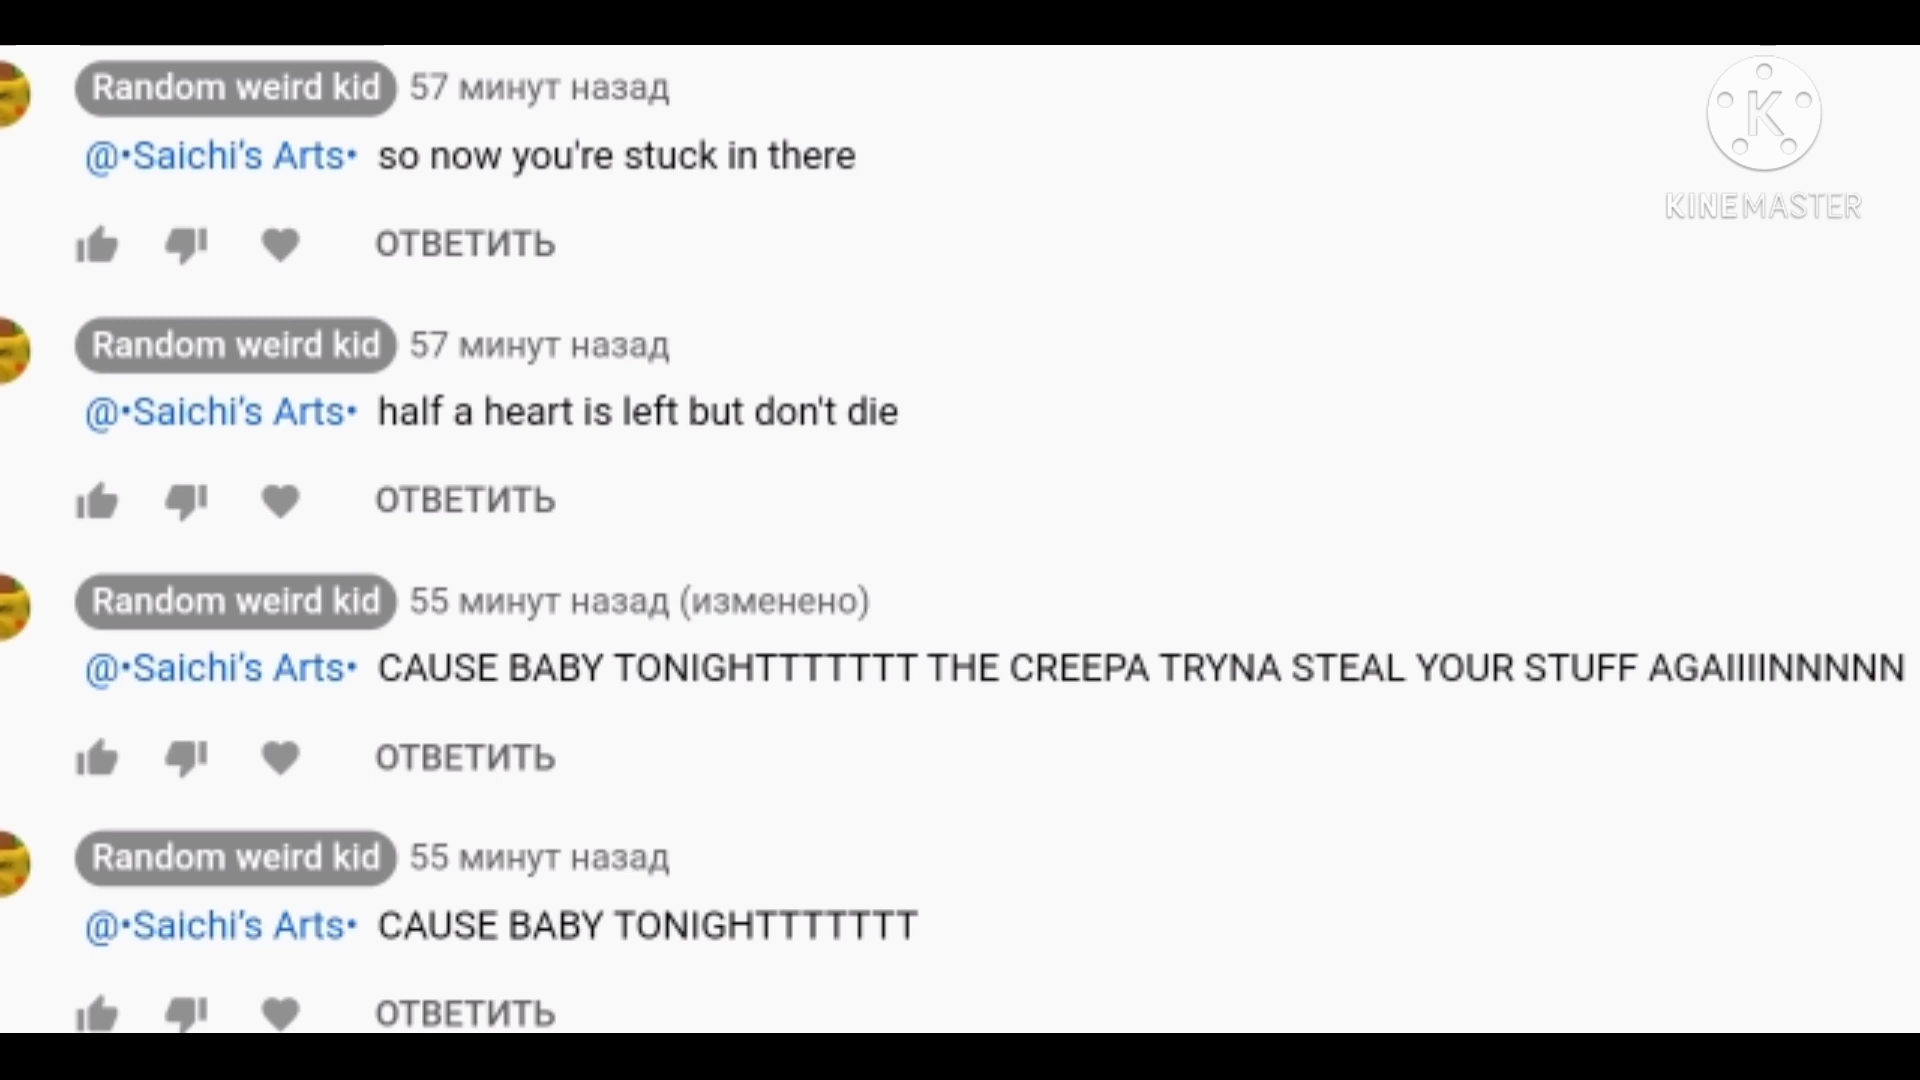 Random weird kid 57 минут назад
@•Saichi's Arts• so now you're stuck in there
ОТВЕТИТЬ
Random weird kid 57 минут назад
@•Saichi's Arts• half a heart is left but don't die
ОТВЕТИТЬ
Random weird kid 55 минут назад (изменено)
@•Saichi's Arts• CAUSE BABY TONIGHTTTTTTT THE CREEPA TRYNA STEAL YOUR STUFF AGAIIIINNNNN
ОТВЕТИТЬ
Random weird kid 55 минут назад
@•Saichi's Arts• CAUSE BABY TONIGHTTTTTTT
ОТВЕТИТЬ
K
KINEMASTER